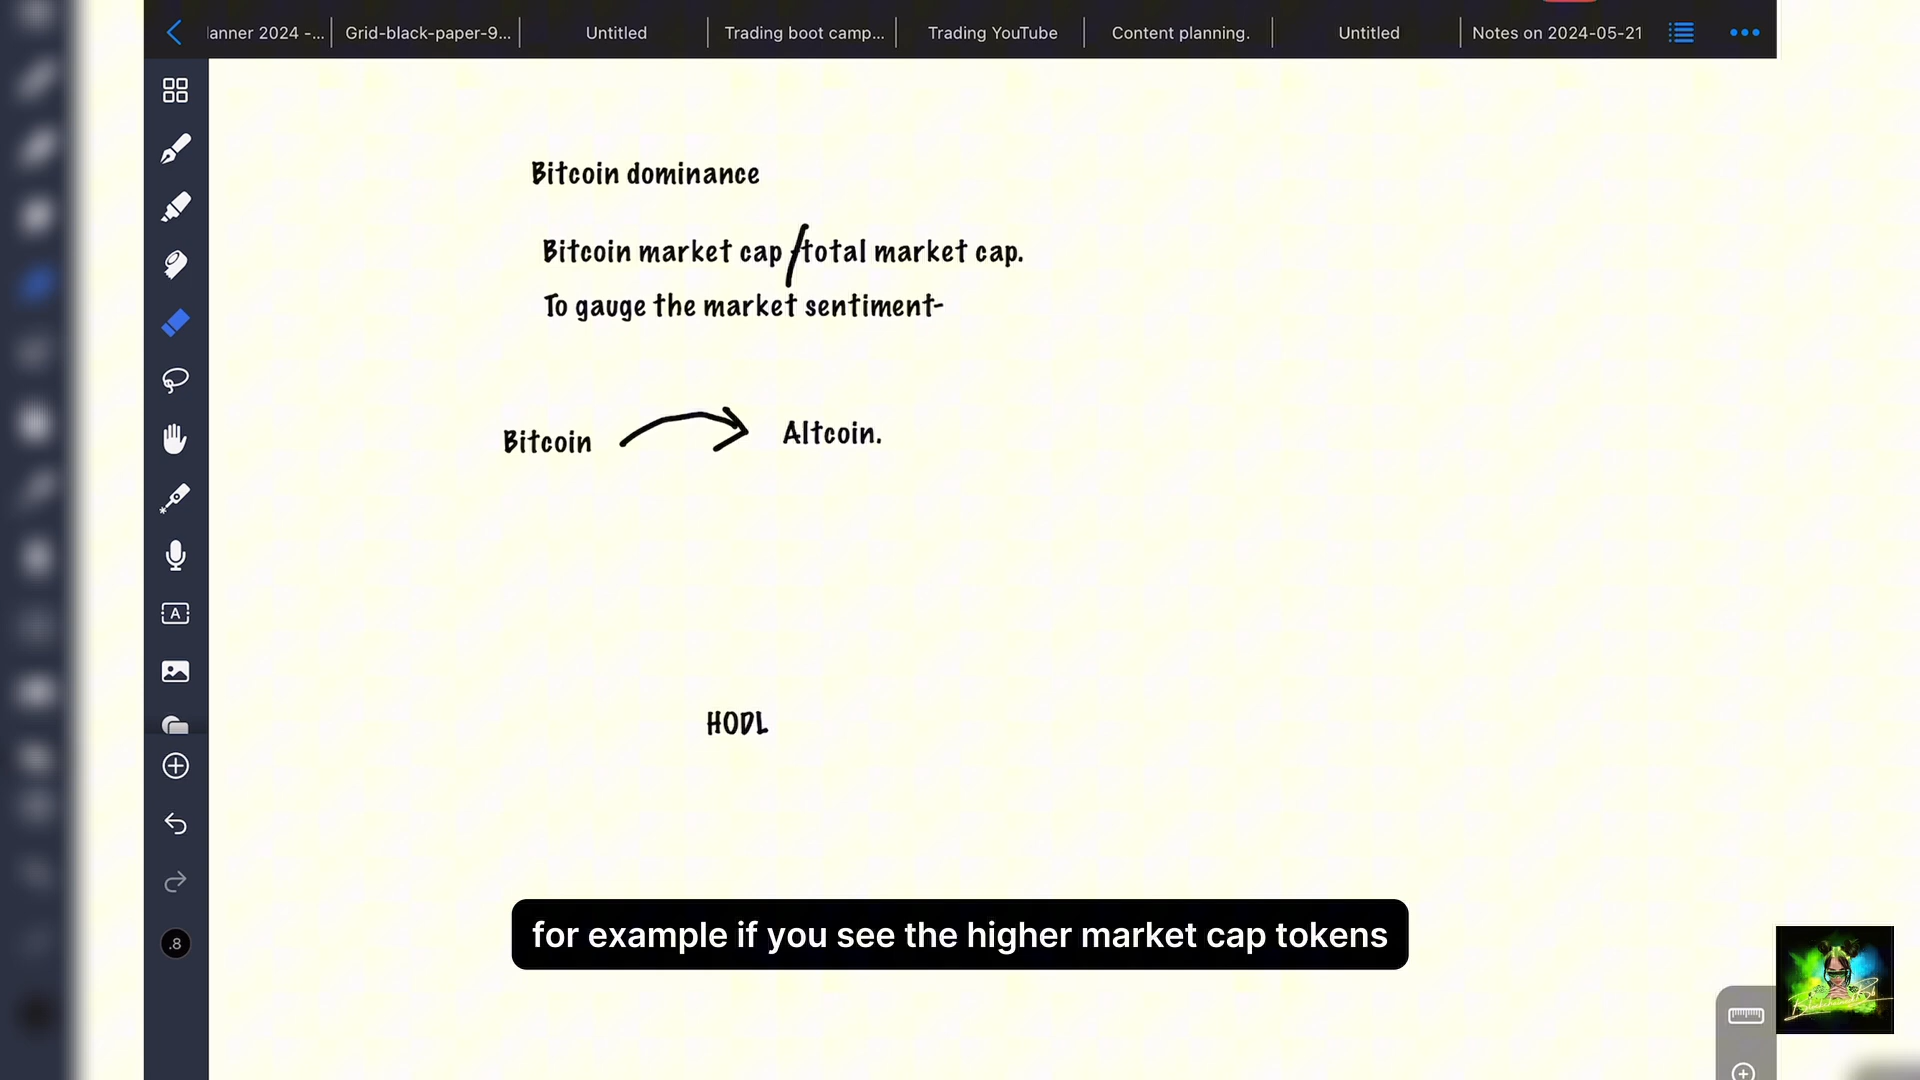 lanner 2024 -...
Grid-black-paper-9...
Untitled
Trading boot camp...
Trading YouTube
Content planning.
Untitled
Notes on 2024-05-21
Bitcoin dominance
Bitcoin market cap / total market cap.
To gauge the market sentiment-
Bitcoin → Altcoin.
HODL
A
.8
for example if you see the higher market cap tokens